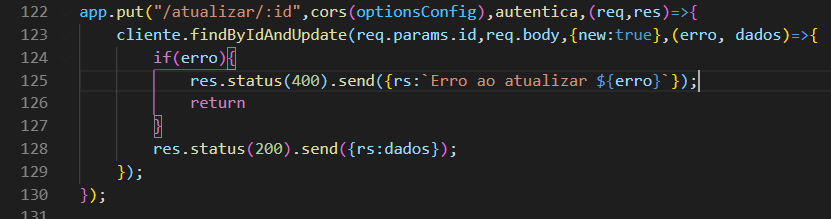 122 app.put("/atualizar/:id",cors(optionsConfig),autentica,(req,res)=>{
123 cliente.findByIdAndUpdate(req.params.id,req.body,{new:true},(erro, dados)=>{
124 if(erro){
125 res.status(400).send({rs:`Erro ao atualizar ${erro}`});
126 return
127 }
128 res.status(200).send({rs:dados});
129 });
130 });
131